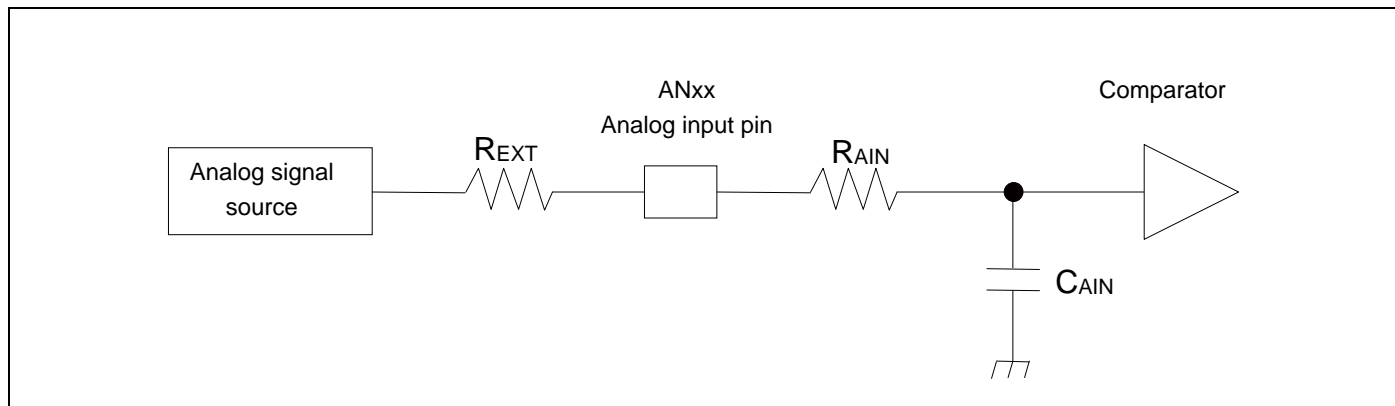 ANxx
Analog input pin
Comparator
REXT
RAIN
Analog signal
source
CAIN